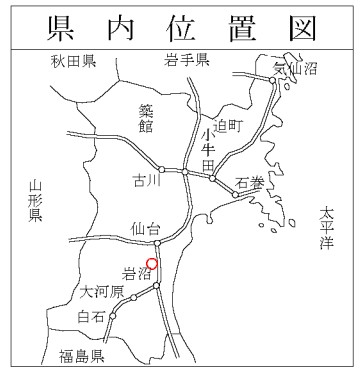 県内位置図
秋田県
岩手県
気仙沼
築館
迫町
小牛田
古川
石巻
山形県
太平洋
仙台
岩沼
大河原
白石
福島県